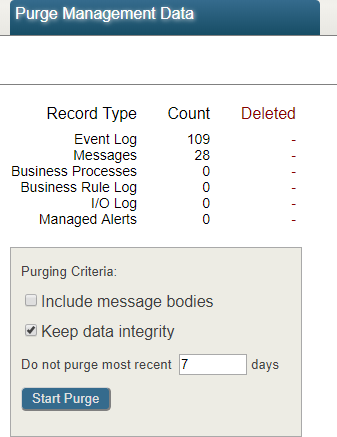 Purge Management Data
Record Type Count Deleted
Event Log 109 -
Messages 28 -
Business Processes 0 -
Business Rule Log 0 -
I/O Log 0 -
Managed Alerts 0 -
Purging Criteria:
Include message bodies
Keep data integrity
Do not purge most recent 7 days
Start Purge